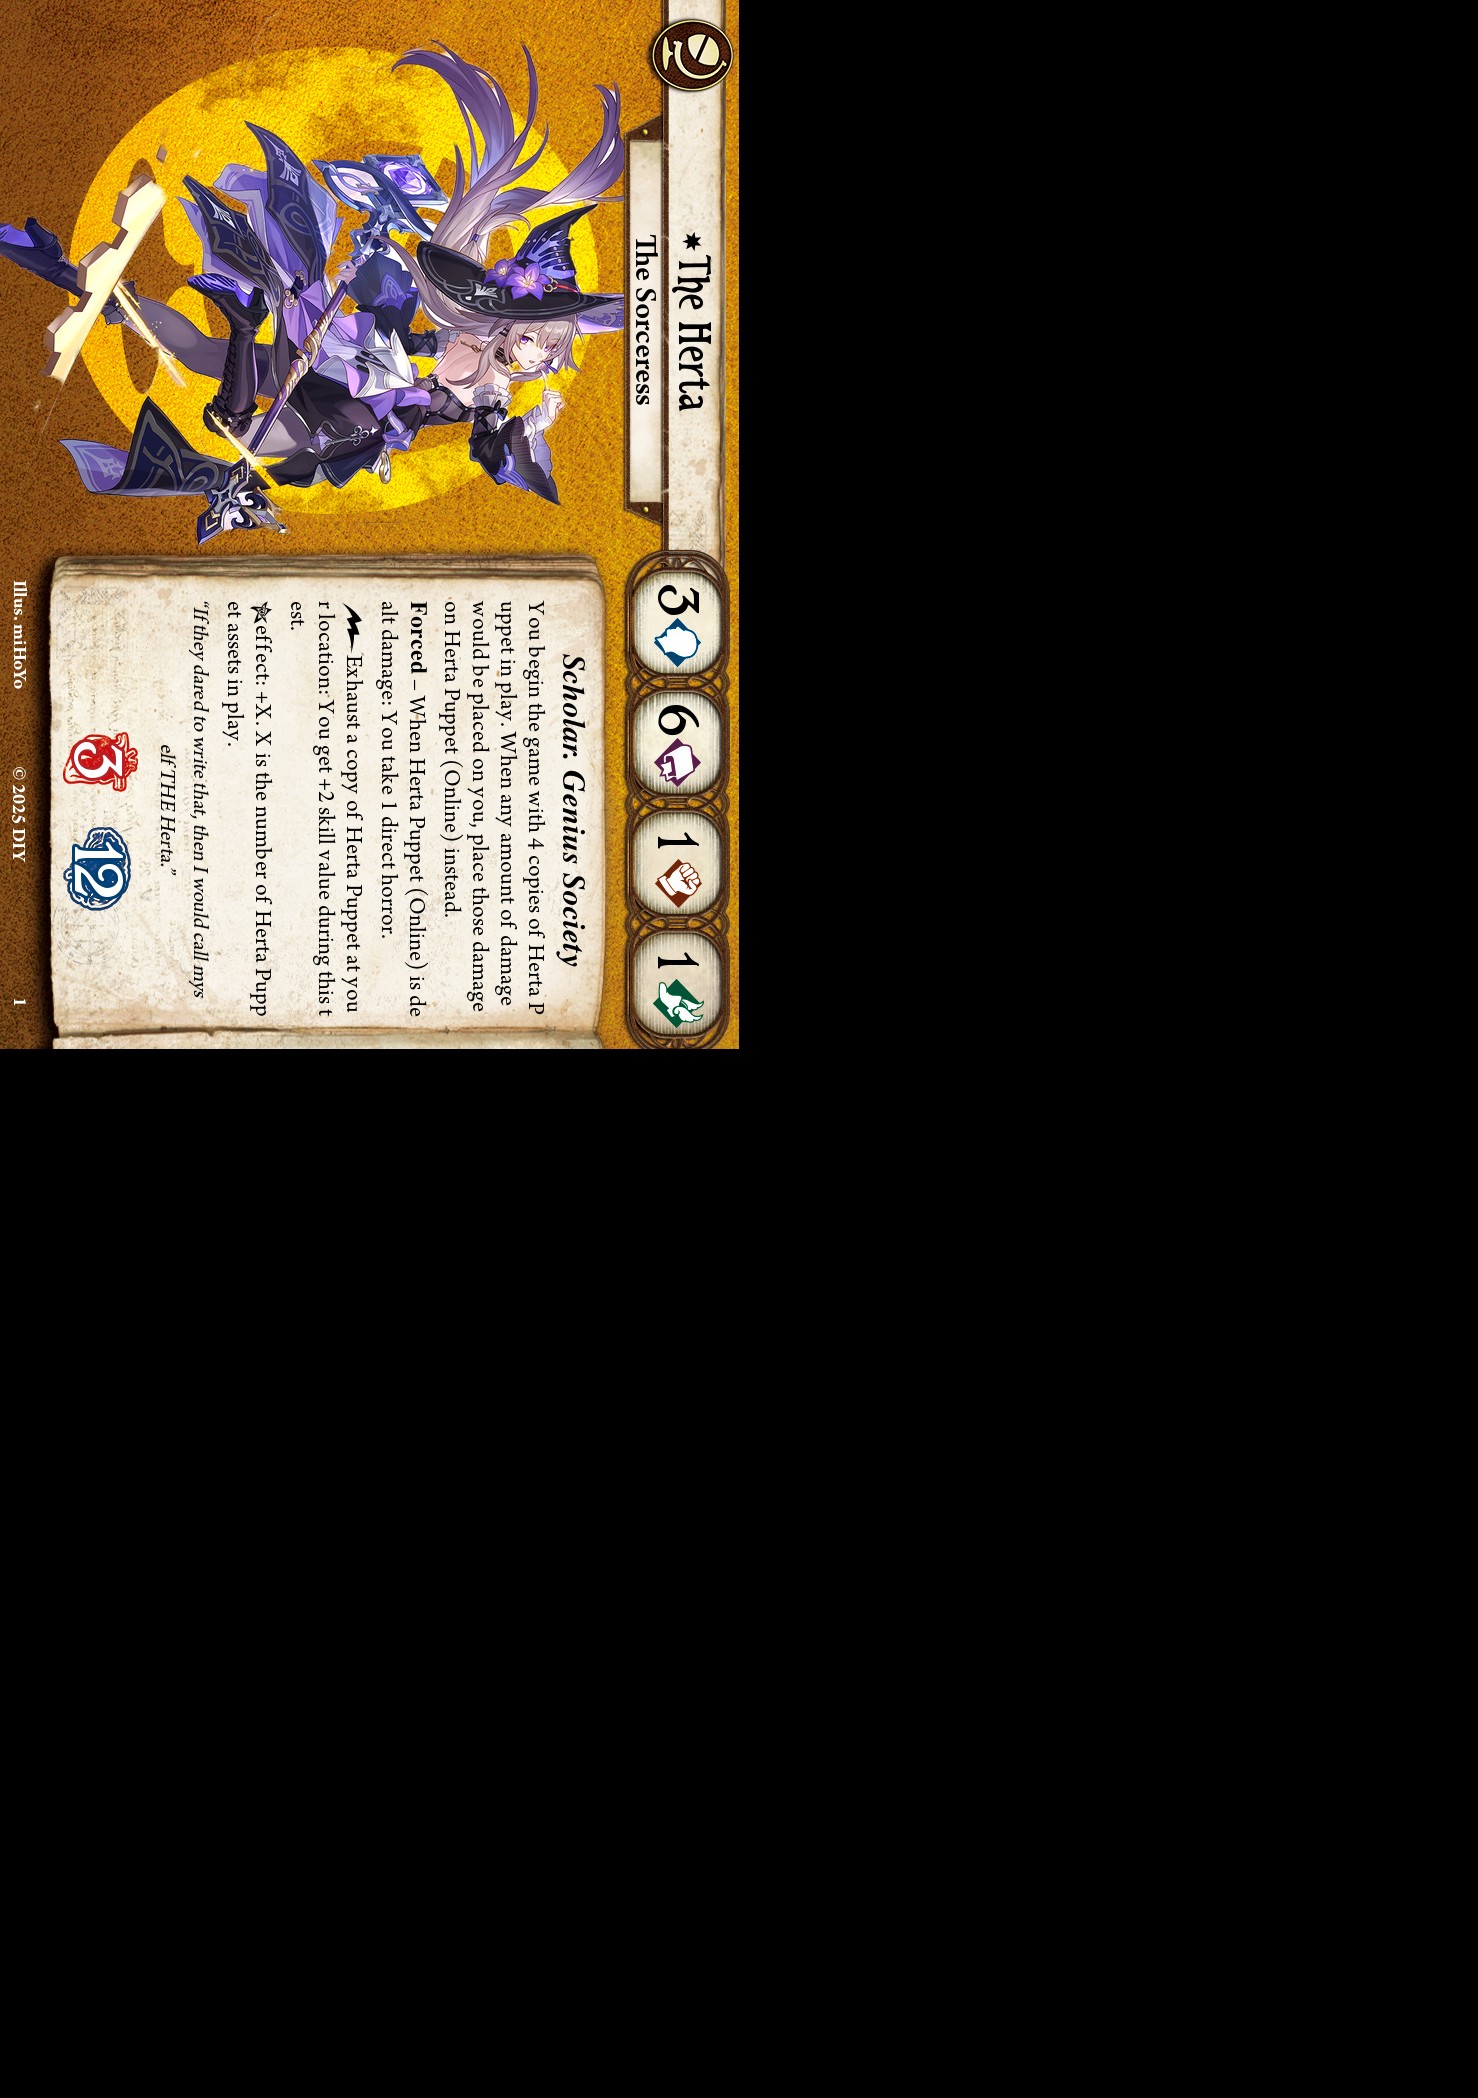 The Herta
The Sorceress
3 6 1 1
Scholar. Genius Society
You begin the game with 4 copies of Herta P
uppet in play. When any amount of damage
would be placed on you, place those damage
on Herta Puppet (Online) instead.
Forced – When Herta Puppet (Online) is de
alt damage: You take 1 direct horror.
Exhaust a copy of Herta Puppet at you
r location: You get +2 skill value during this t
est.
effect: +X. X is the number of Herta Pupp
et assets in play.
“If they dared to write that, then I would call mys
elf THE Herta.”
3 12
Illus. miHoYo © 2025 DIY 1